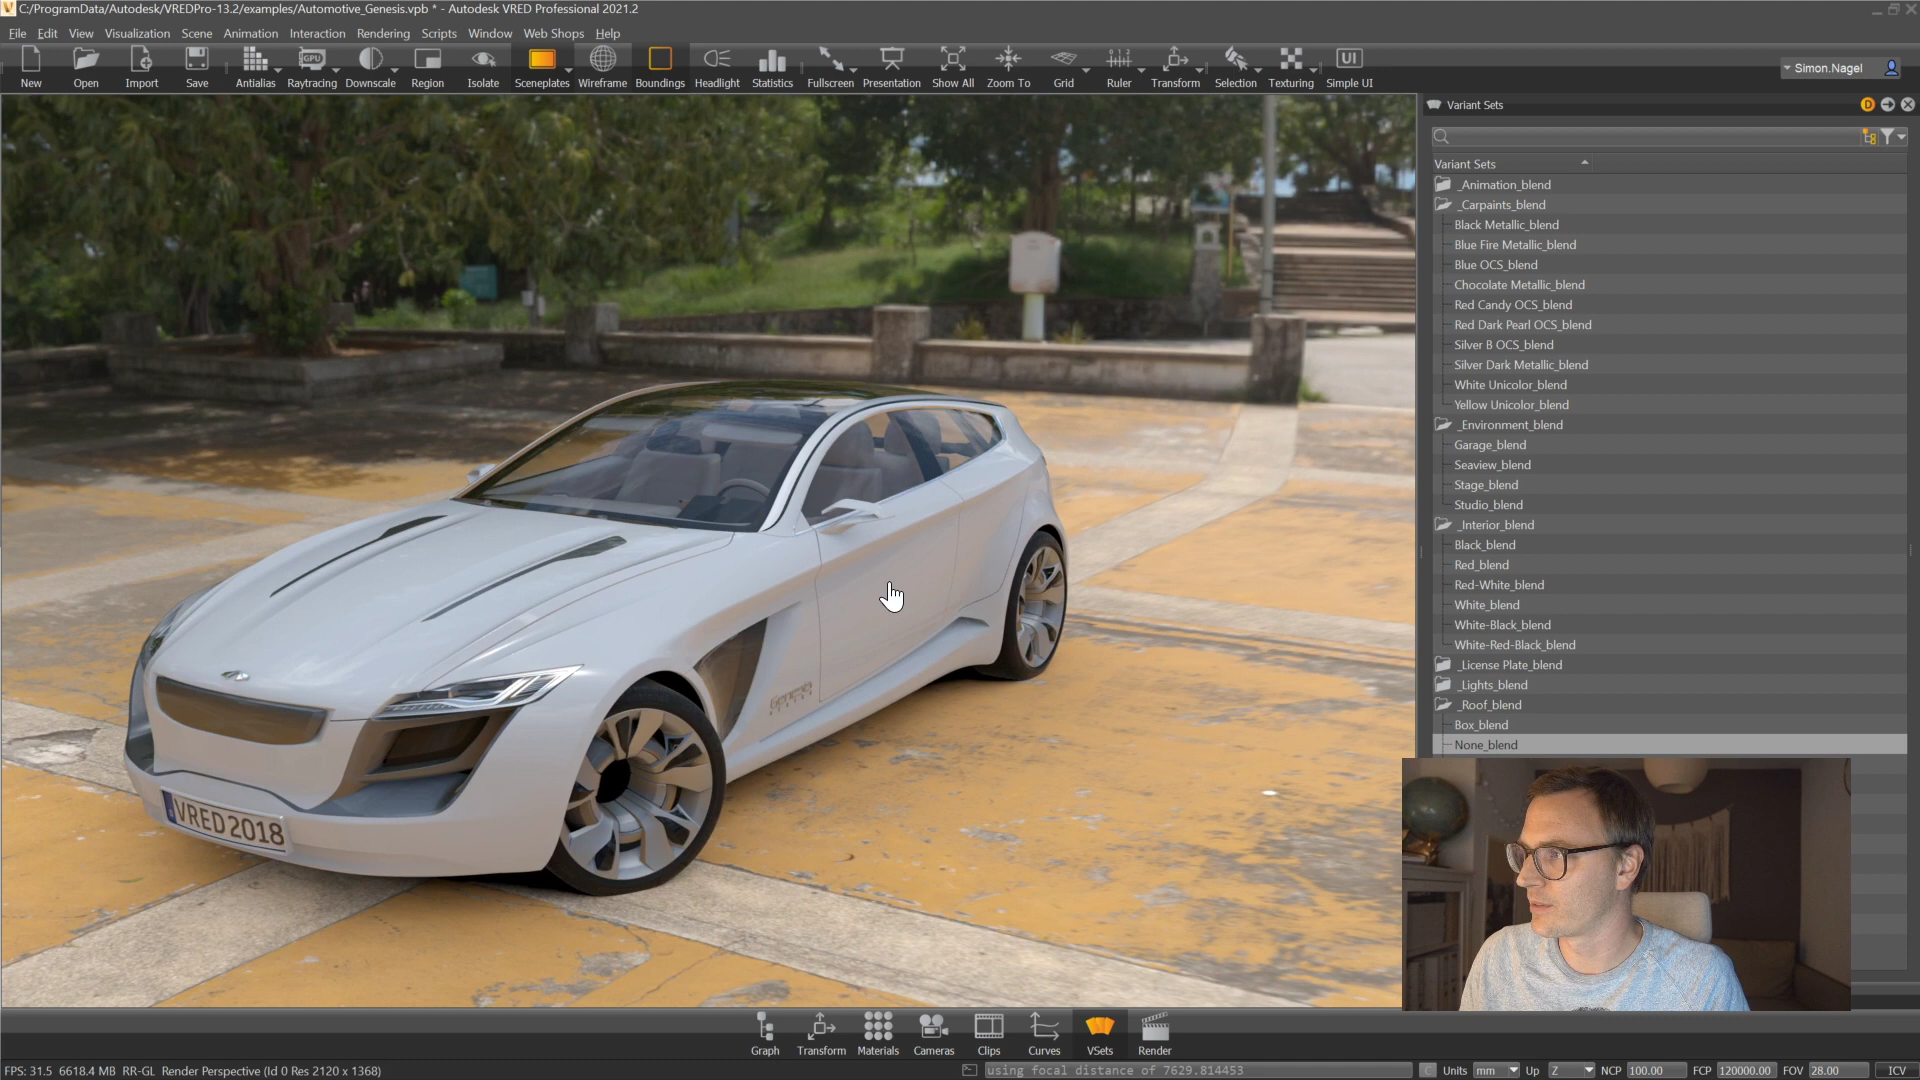 C:/ProgramData/Autodesk/VREDPro-13.2/examples/Automotive_Genesis.vpb * - Autodesk VRED Professional 2021.2
File Edit View Visualization Scene Animation Interaction Rendering Scripts Window Web Shops Help
GPU
UI
New Open Import Save Antialias Raytracing Downscale Region Isolate Sceneplates Wireframe Boundings Headlight Statistics Fullscreen Presentation Show All Zoom To Grid Ruler Transform Selection Texturing Simple UI
Simon.Nagel
Variant Sets
D
Variant Sets
_Animation_blend
_Carpaints_blend
Black Metallic_blend
Blue Fire Metallic_blend
Blue OCS_blend
Chocolate Metallic_blend
Red Candy OCS_blend
Red Dark Pearl OCS_blend
Silver B OCS_blend
Silver Dark Metallic_blend
White Unicolor_blend
Yellow Unicolor_blend
_Environment_blend
Garage_blend
Seaview_blend
Stage_blend
Studio_blend
_Interior_blend
Black_blend
Red_blend
Red-White_blend
White_blend
White-Black_blend
White-Red-Black_blend
_License Plate_blend
_Lights_blend
_Roof_blend
Box_blend
None_blend
Genesis
VRED2018
Graph Transform Materials Cameras Clips Curves VSets Render
FPS: 31.5 6618.4 MB RR-GL Render Perspective (Id 0 Res 2120 x 1368)
using focal distance of 7629.814453
C Units mm Up Z NCP 100.00 FCP 120000.00 FOV 28.00 ICV